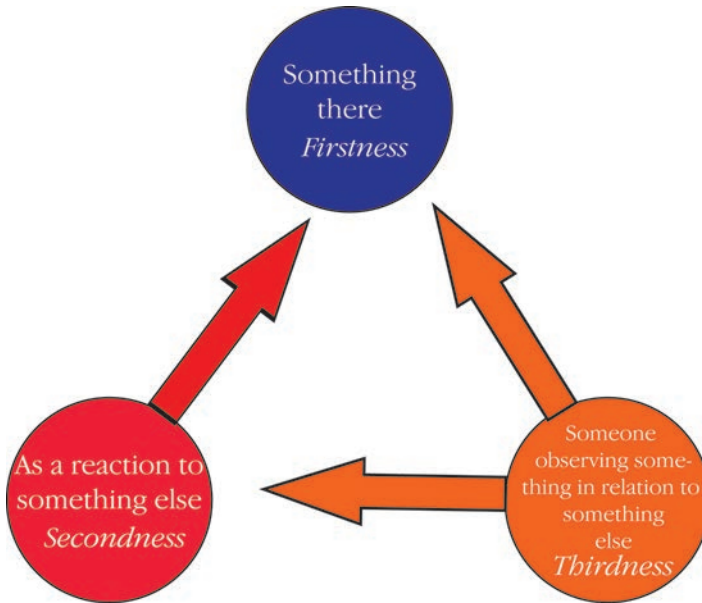 Something
there
Firstness
As a reaction to
something else
Secondness
Someone
observing some-
thing in relation to
something
else
Thirdness